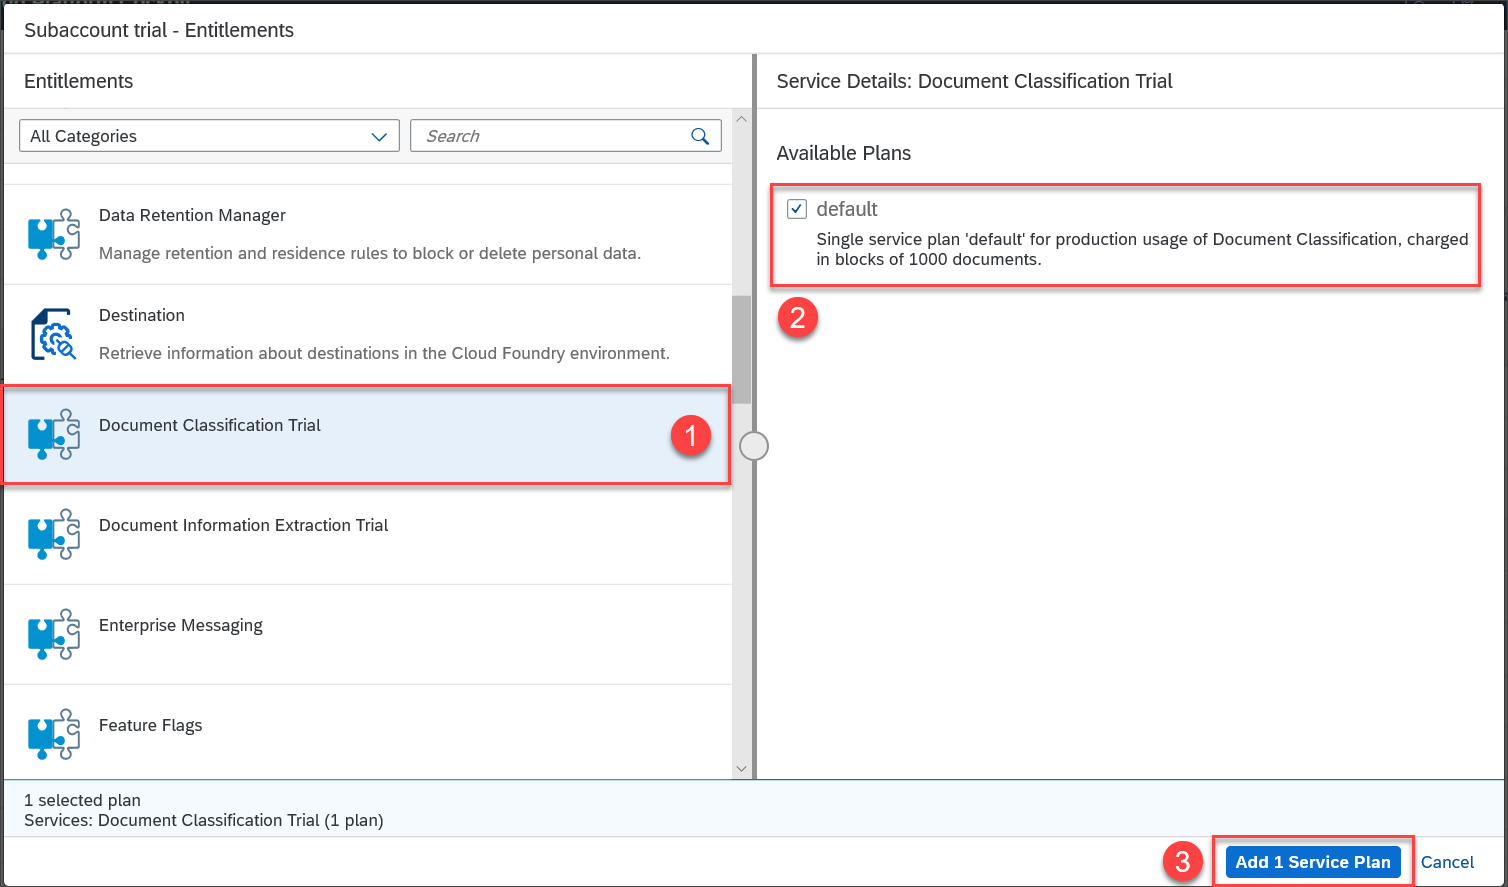 Subaccount trial - Entitlements
Entitlements
All Categories
Search
Data Retention Manager
Manage retention and residence rules to block or delete personal data.
Destination
Retrieve information about destinations in the Cloud Foundry environment.
Document Classification Trial
1
Document Information Extraction Trial
Enterprise Messaging
Feature Flags
Service Details: Document Classification Trial
Available Plans
default
Single service plan 'default' for production usage of Document Classification, charged
in blocks of 1000 documents.
2
1 selected plan
Services: Document Classification Trial (1 plan)
3
Add 1 Service Plan
Cancel